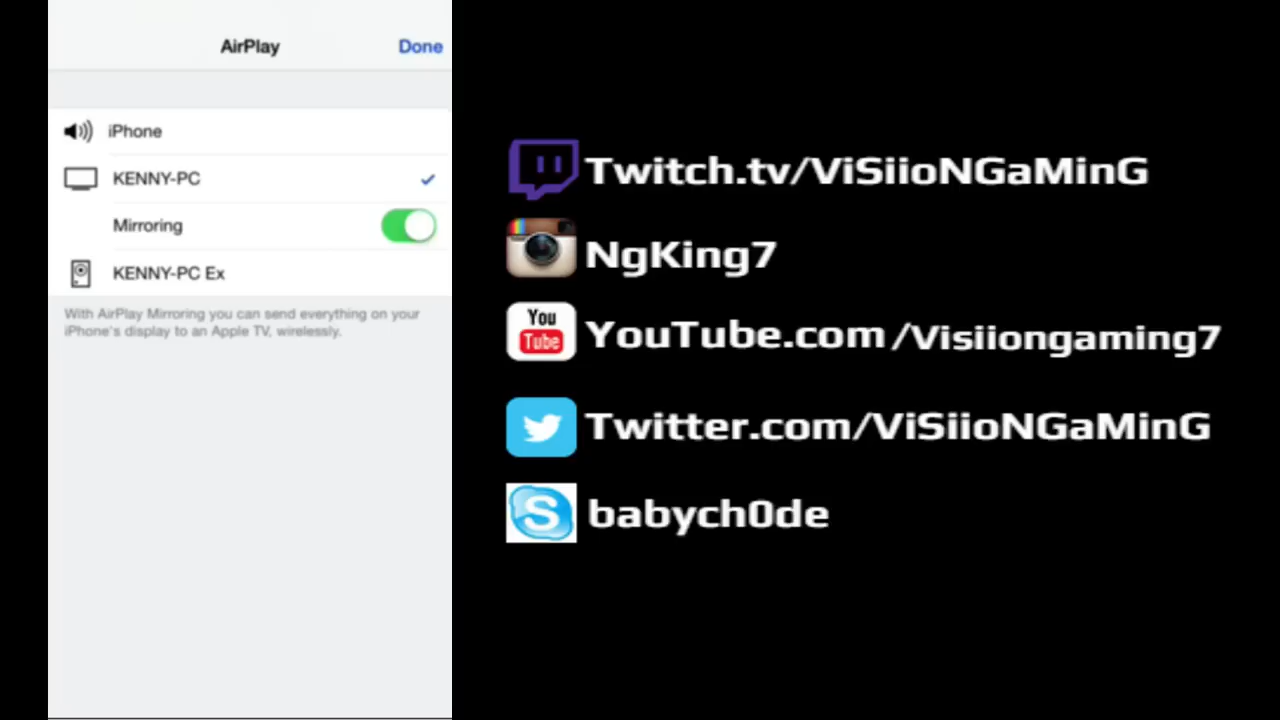 AirPlay
Done
iPhone
KENNY-PC
Mirroring
KENNY-PC Ex
With AirPlay Mirroring you can send everything on your
iPhone's display to an Apple TV, wirelessly.
Twitch.tv/ViSiioNGaMinG
NgKing7
You
Tube
YouTube.com /Visiiongaming7
Twitter.com/ViSiioNGaMinG
S
babych0de